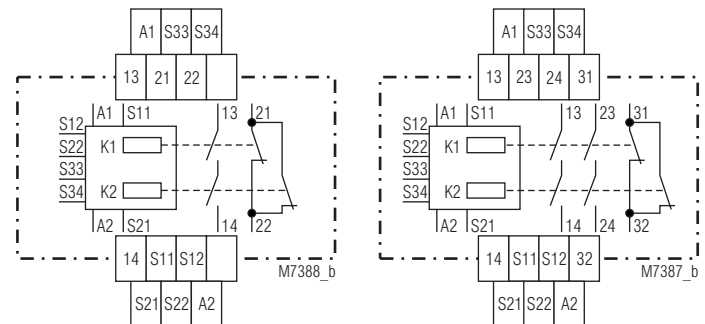 A1 S33 S34
13 21 22
A1 S11 13 21
S12
S22
S33
S34
K1
K2
A2 S21 14 22
14 S11 S12
M7388_b
S21 S22 A2
A1 S33 S34
13 23 24 31
A1 S11 13 23 31
S12
S22
S33
S34
K1
K2
A2 S21 14 24 32
14 S11 S12 32
M7387_b
S21 S22 A2